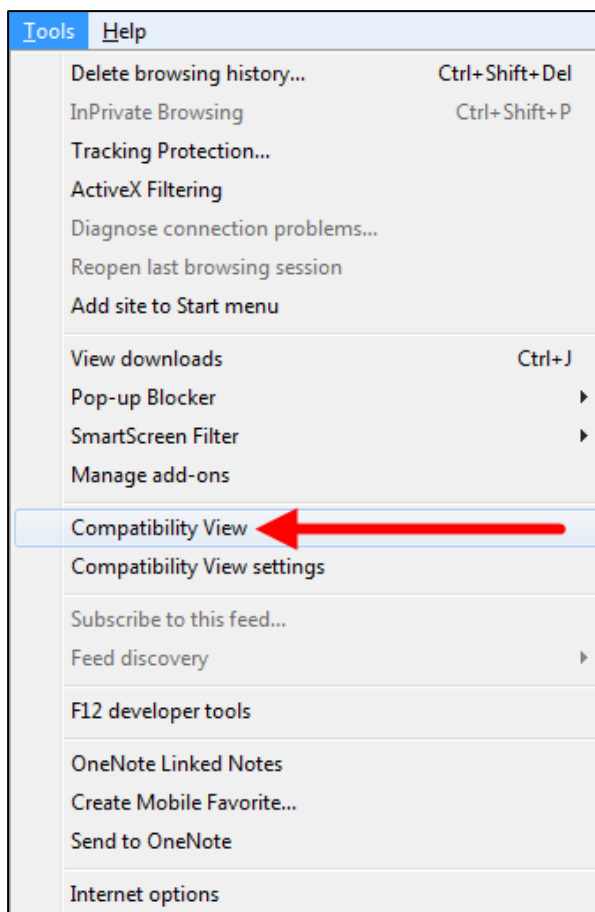 Tools Help
Delete browsing history... Ctrl+Shift+Del
InPrivate Browsing Ctrl+Shift+P
Tracking Protection...
ActiveX Filtering
Diagnose connection problems...
Reopen last browsing session
Add site to Start menu
View downloads Ctrl+J
Pop-up Blocker
SmartScreen Filter
Manage add-ons
Compatibility View
Compatibility View settings
Subscribe to this feed...
Feed discovery
F12 developer tools
OneNote Linked Notes
Create Mobile Favorite...
Send to OneNote
Internet options